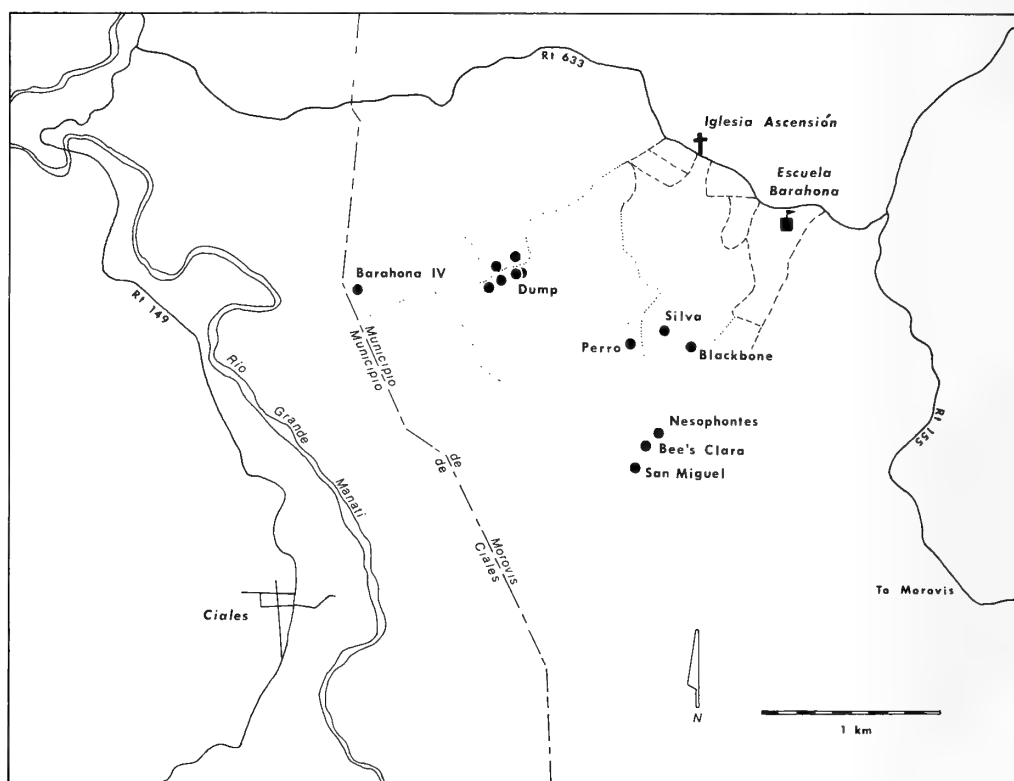 Rt 633
Iglesia Ascensión
Escuela
Barahona
Barahona IV
Dump
Rt 149
Municipio
Municipio
Silva
Perro
Blackbone
Río
Grande
Manati
Nesophontes
Bee's Clara
San Miguel
Rt 155
de
de
Morovis
Ciales
To Morovis
Ciales
N
1 km